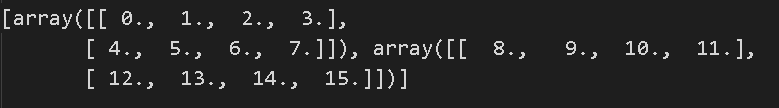 [array([[ 0.,  1.,  2.,  3.],
       [ 4.,  5.,  6.,  7.]]), array([[  8.,   9.,  10.,  11.],
       [ 12.,  13.,  14.,  15.]])]